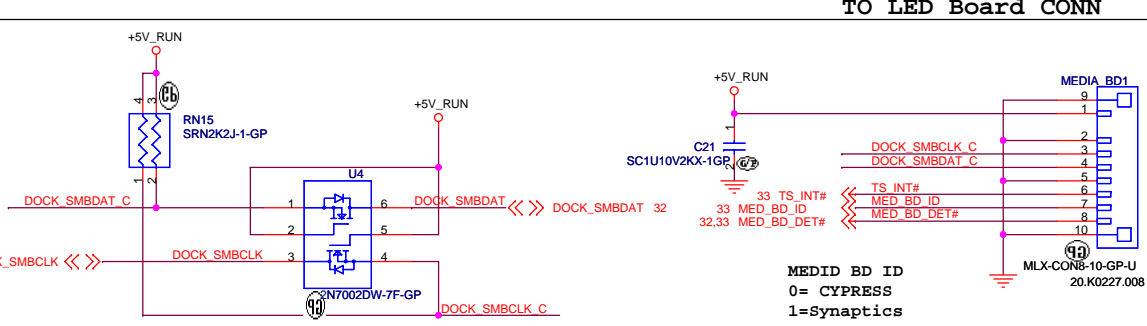 TO LED Board CONN
+5V_RUN
4
3
RN15
SRN2K2J-1-GP
1
2
+5V_RUN
U4
DOCK_SMBDAT_C
1
6
DOCK_SMBDAT
DOCK_SMBDAT 32
2
5
_SMBCLK
DOCK_SMBCLK
3
4
2N7002DW-7F-GP
DOCK_SMBCLK_C
+5V_RUN
1
C21
SC1U10V2KX-1GP
2
MEDIA_BD1
9
1
2
DOCK_SMBCLK_C
3
DOCK_SMBDAT_C
4
5
33 TS_INT#
TS_INT#
6
33 MED_BD_ID
MED_BD_ID
7
32,33 MED_BD_DET#
MED_BD_DET#
8
10
MLX-CON8-10-GP-U
20.K0227.008
MEDID BD ID
0= CYPRESS
1=Synaptics